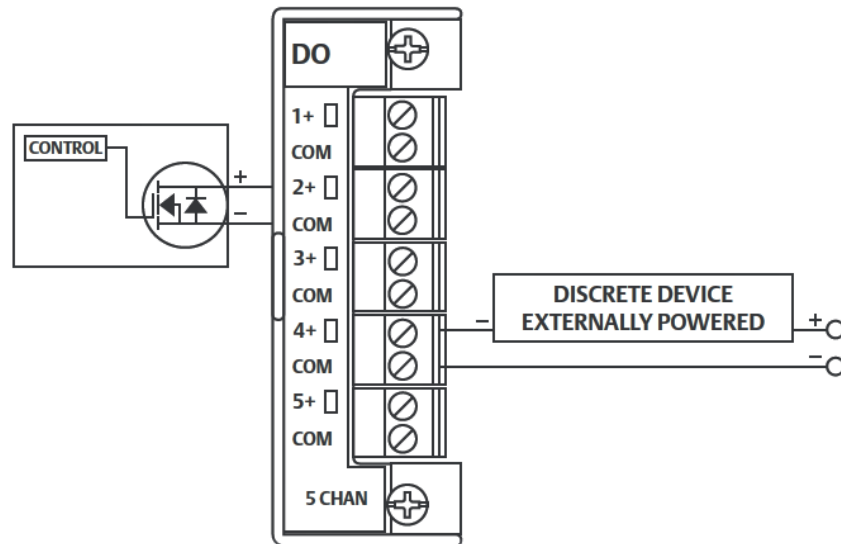 DO
1+
COM
CONTROL
+
2+
−
COM
3+
COM
DISCRETE DEVICE
EXTERNALLY POWERED
4+
−
+
COM
−
5+
COM
5 CHAN